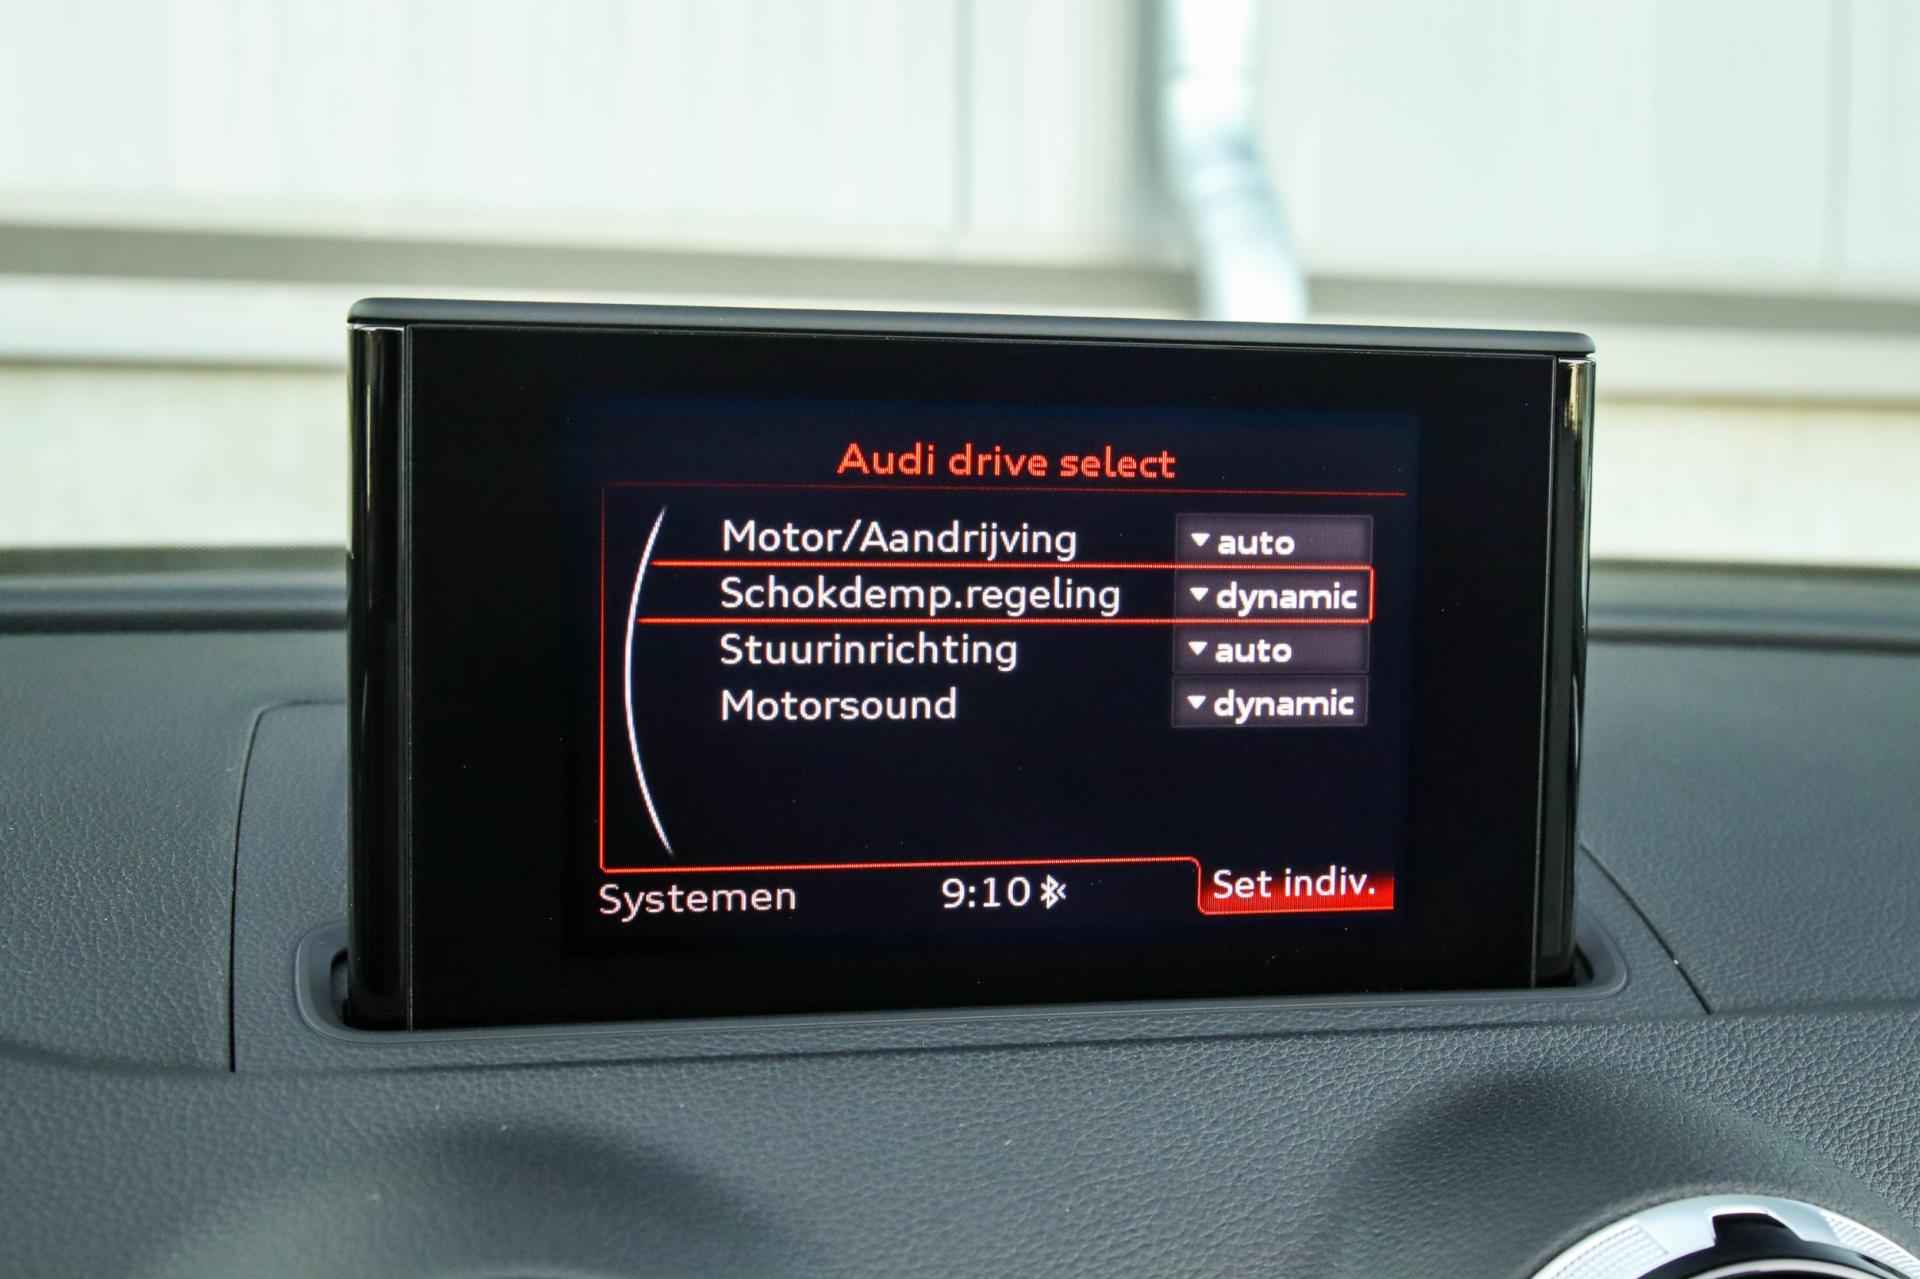 Audi drive select
Motor/Aandrijving auto
Schokdemp.regeling dynamic
Stuurinrichting auto
Motorsound dynamic
Systemen 9:10 Set indiv.